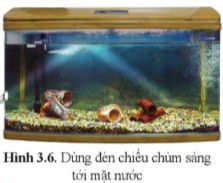 Hình 3.6. Dùng đèn chiếu chùm sáng
tới mặt nước